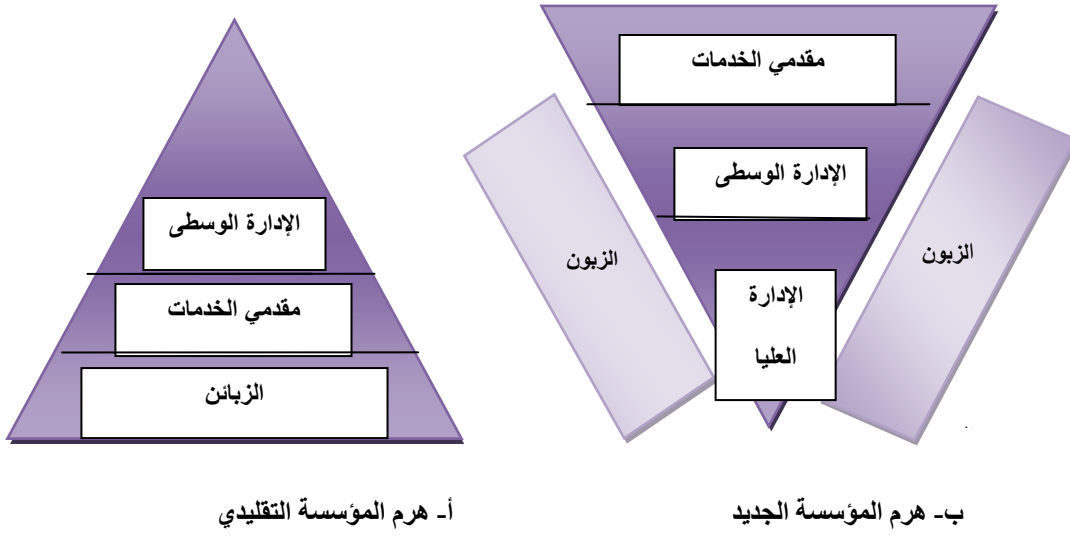 مقدمي الخدمات
الإدارة الوسطى
الزبون
الزبون
الإدارة
العليا
الإدارة الوسطى
مقدمي الخدمات
الزبائن
أ- هرم المؤسسة التقليدي
ب- هرم المؤسسة الجديد